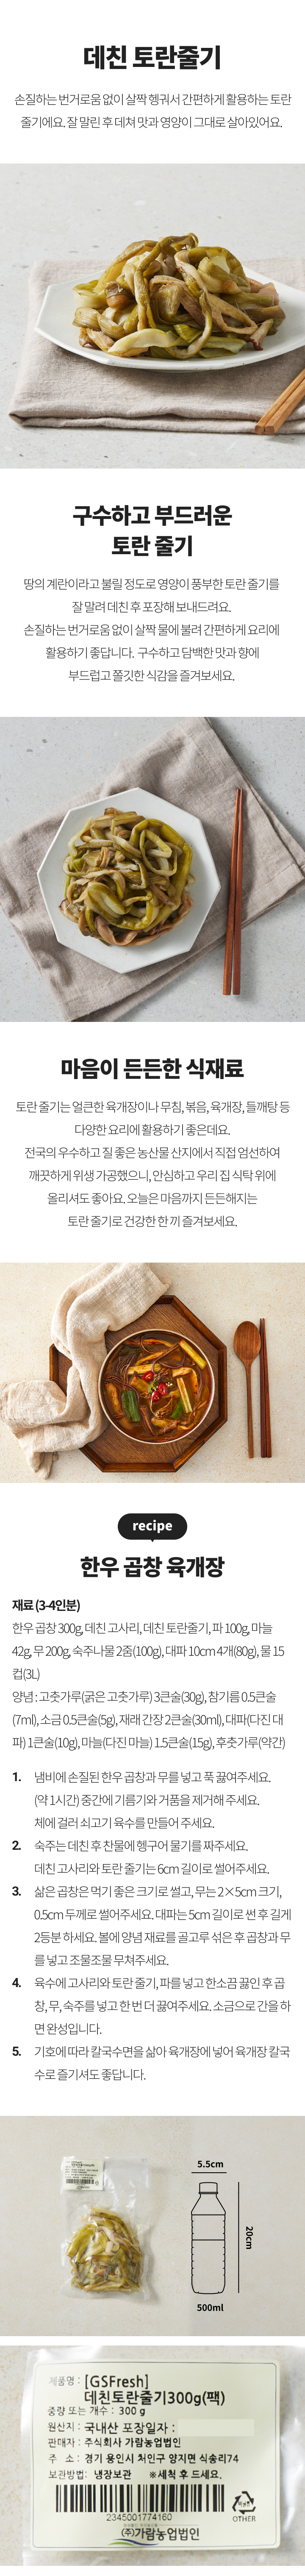 데친 토란줄기
손질하는 번거로움 없이 살짝 헹궈서 간편하게 활용하는 토란
줄기에요. 잘 말린 후 데쳐 맛과 영양이 그대로 살아있어요.
구수하고 부드러운
토란 줄기
땅의 계란이라고 불릴 정도로 영양이 풍부한 토란 줄기를
잘 말려 데친 후 포장해 보내드려요.
손질하는 번거로움 없이 살짝 물에 불려 간편하게 요리에
활용하기 좋답니다. 구수하고 담백한 맛과 향에
부드럽고 쫄깃한 식감을 즐겨보세요.
마음이 든든한 식재료
토란 줄기는 얼큰한 육개장이나 무침, 볶음, 육개장, 들깨탕 등
다양한 요리에 활용하기 좋은데요.
전국의 우수하고 질 좋은 농산물 산지에서 직접 엄선하여
깨끗하게 위생 가공했으니, 안심하고 우리 집 식탁 위에
올리셔도 좋아요. 오늘은 마음까지 든든해지는
토란 줄기로 건강한 한 끼 즐겨보세요.
recipe
한우 곱창 육개장
재료 (3-4인분)
한우 곱창 300g, 데친 고사리, 데친 토란줄기, 파 100g, 마늘
42g, 무 200g, 숙주나물 2줌(100g), 대파 10cm 4개(80g), 물 15
컵(3L)
양념 : 고춧가루(굵은 고춧가루) 3큰술(30g), 참기름 0.5큰술
(7ml), 소금 0.5큰술(5g), 재래 간장 2큰술(30ml), 대파(다진 대
파) 1큰술(10g), 마늘(다진 마늘) 1.5큰술(15g), 후춧가루(약간)
1. 냄비에 손질된 한우 곱창과 무를 넣고 푹 끓여주세요.
(약 1시간) 중간에 기름기와 거품을 제거해 주세요.
체에 걸러 쇠고기 육수를 만들어 주세요.
2. 숙주는 데친 후 찬물에 헹구어 물기를 짜주세요.
데친 고사리와 토란 줄기는 6cm 길이로 썰어주세요.
3. 삶은 곱창은 먹기 좋은 크기로 썰고, 무는 2×5cm 크기,
0.5cm 두께로 썰어주세요. 대파는 5cm 길이로 썬 후 길게
2등분 하세요. 볼에 양념 재료를 골고루 섞은 후 곱창과 무
를 넣고 조물조물 무쳐주세요.
4. 육수에 고사리와 토란 줄기, 파를 넣고 한소끔 끓인 후 곱
창, 무, 숙주를 넣고 한 번 더 끓여주세요. 소금으로 간을 하
면 완성입니다.
5. 기호에 따라 칼국수면을 삶아 육개장에 넣어 육개장 칼국
수로 즐기셔도 좋답니다.
5.5cm
20cm
500ml
제품명 : [GSFresh]
데친토란줄기300g(팩)
중량 또는 개수 : 300 g
원산지 : 국내산 포장일자 :
판매자 : 주식회사 가람농업법인
주 소 : 경기 용인시 처인구 양지면 식송리74
보관방법: 냉장보관 ※세척 후 드세요.
2345001774160
OTHER
(주)가람농업법인